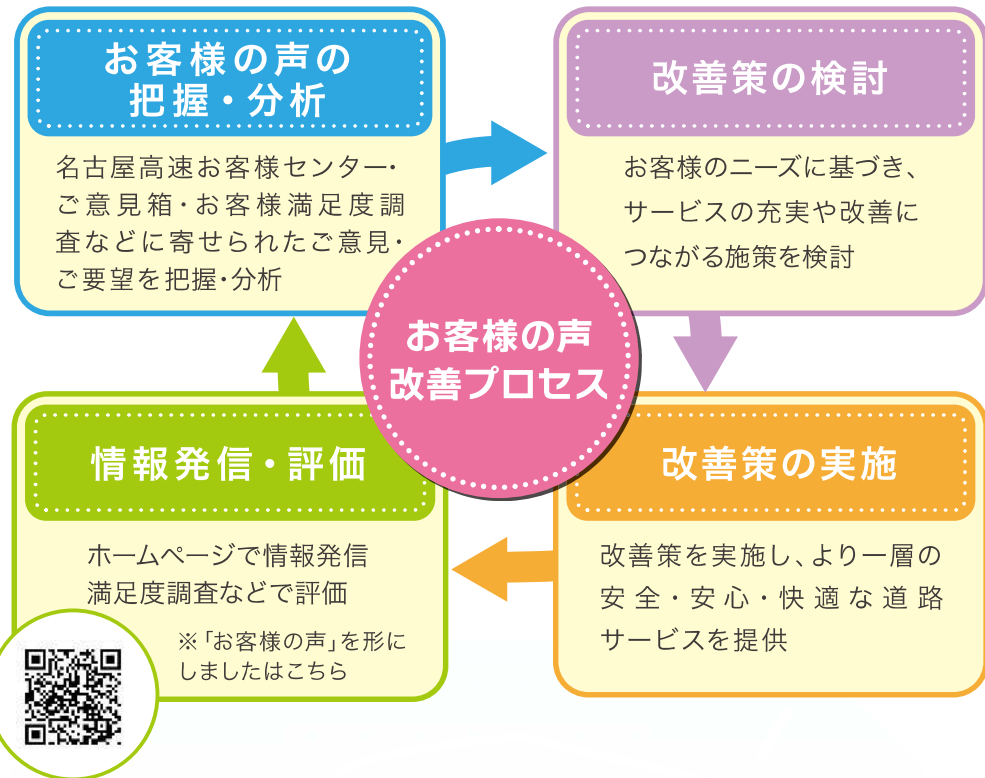 お客様の声の
把握・分析
名古屋高速お客様センター・
ご意見箱・お客様満足度調
査などに寄せられたご意見・
ご要望を把握・分析
改善策の検討
お客様のニーズに基づき、
サービスの充実や改善に
つながる施策を検討
お客様の声
改善プロセス
情報発信・評価
ホームページで情報発信
満足度調査などで評価
※「お客様の声」を形に
しましたはこちら
改善策の実施
改善策を実施し、より一層の
安全・安心・快適な道路
サービスを提供